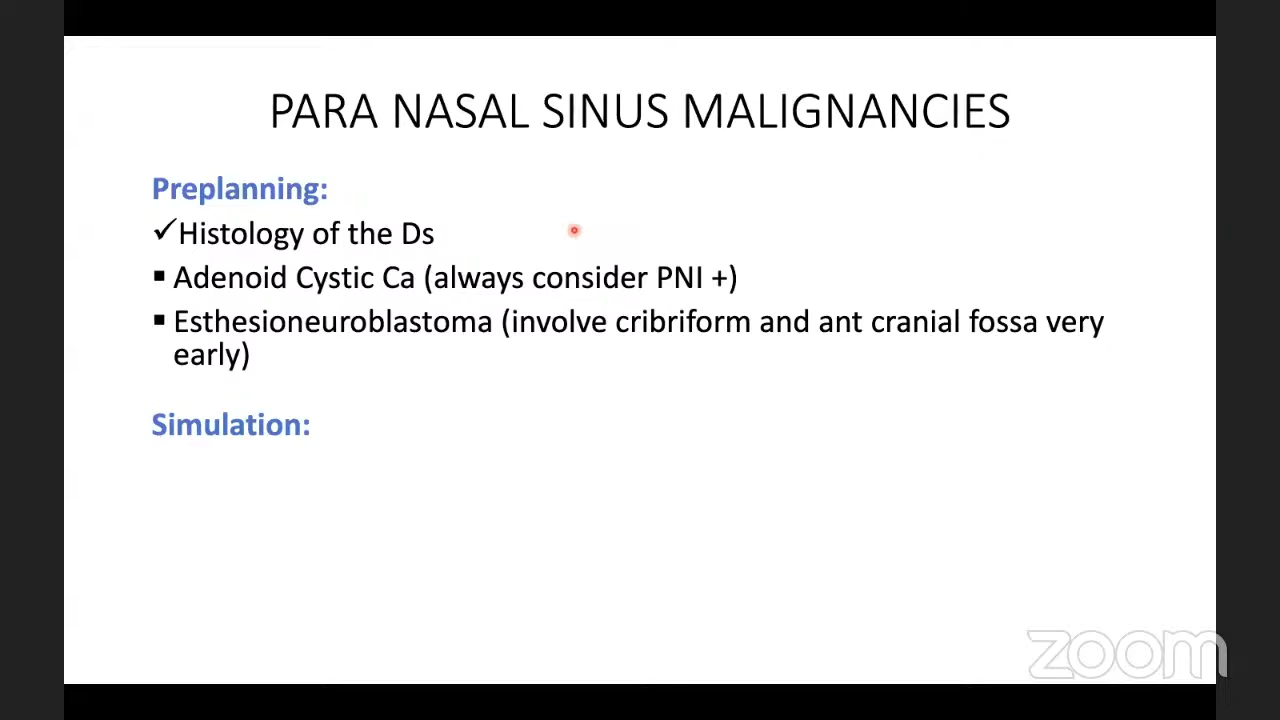 PARA NASAL SINUS MALIGNANCIES
Preplanning:
✓Histology of the Ds
▪ Adenoid Cystic Ca (always consider PNI +)
▪ Esthesioneuroblastoma (involve cribriform and ant cranial fossa very
early)
Simulation:
zoom